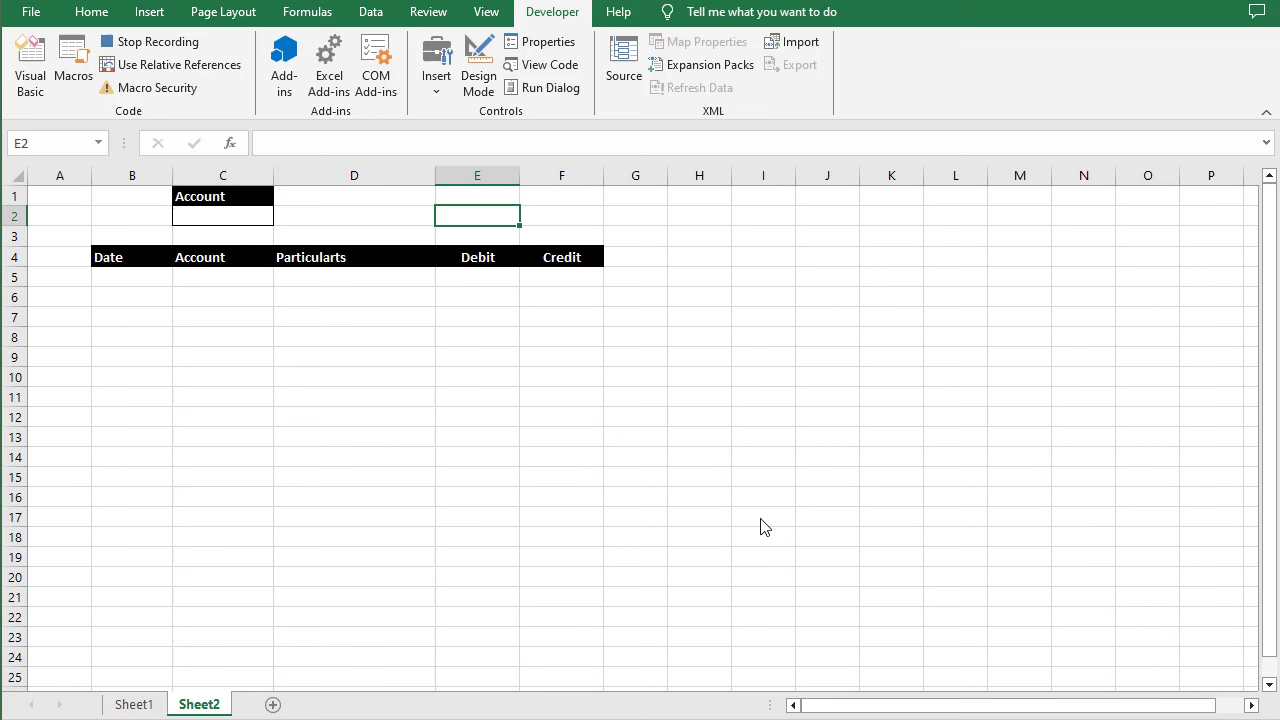 File Home Insert Page Layout Formulas Data Review View Developer Help Tell me what you want to do
Visual Basic
Macros
Stop Recording
Use Relative References
Macro Security
Code
Add-ins
Excel Add-ins
COM Add-ins
Add-ins
Insert
Design Mode
Properties
View Code
Run Dialog
Controls
Source
Map Properties
Expansion Packs
Refresh Data
Import
Export
XML
E2
fx
A B C D E F G H I J K L M N O P
1 Account
2
3
4 Date Account Particularts Debit Credit
5
6
7
8
9
10
11
12
13
14
15
16
17
18
19
20
21
22
23
24
25
Sheet1 Sheet2